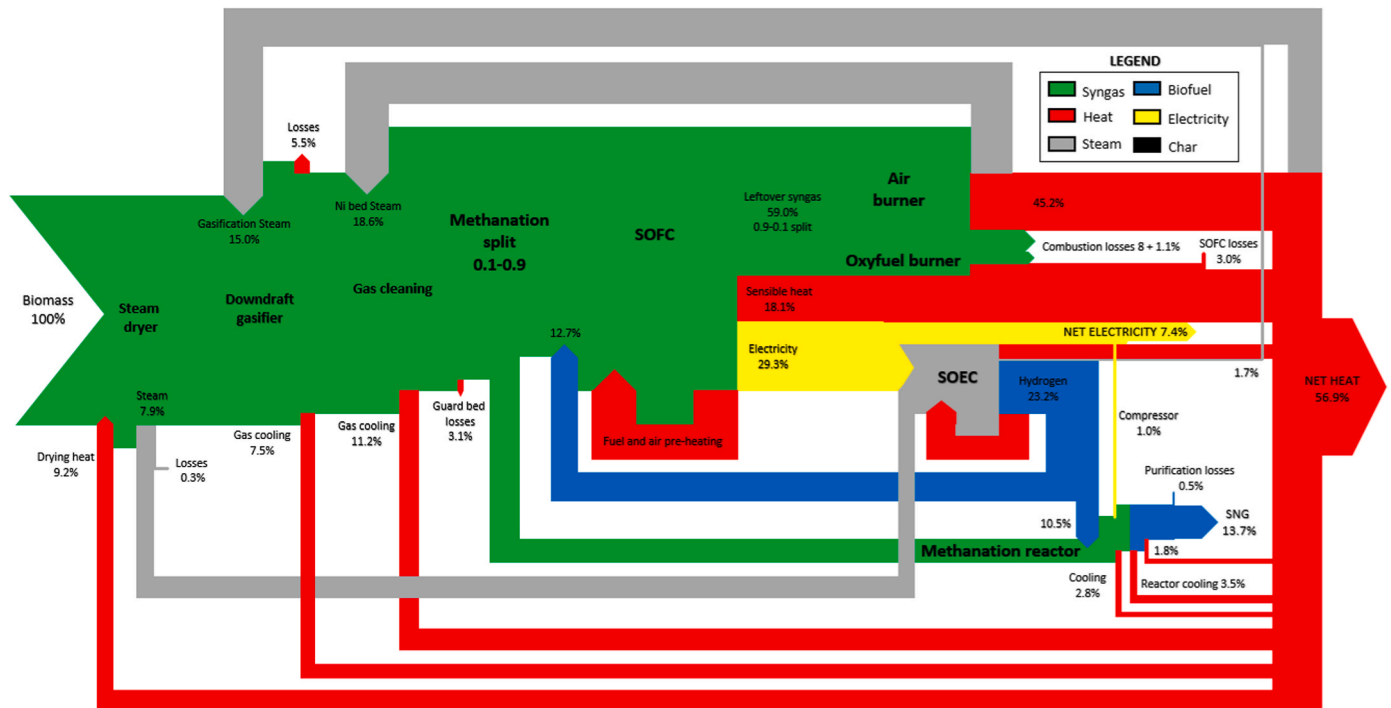 LEGEND
Syngas
Biofuel
Heat
Electricity
Steam
Char
Losses
5.5%
Ni bed Steam
18.6%
Gasification Steam
15.0%
Methanation
split
0.1-0.9
SOFC
Leftover syngas
59.0%
0.9-0.1 split
Air
burner
45.2%
Combustion losses 8 + 1.1%
SOFC losses
3.0%
Oxyfuel burner
Biomass
100%
Steam
dryer
Downdraft
gasifier
Gas cleaning
Sensible heat
18.1%
12.7%
Electricity
29.3%
NET ELECTRICITY 7.4%
SOEC
Hydrogen
23.2%
1.7%
NET HEAT
56.9%
Steam
7.9%
Guard bed
losses
3.1%
Gas cooling
7.5%
Gas cooling
11.2%
Fuel and air pre-heating
Compressor
1.0%
Drying heat
9.2%
Losses
0.3%
Purification losses
0.5%
10.5%
SNG
13.7%
Methanation reactor
1.8%
Cooling
2.8%
Reactor cooling 3.5%